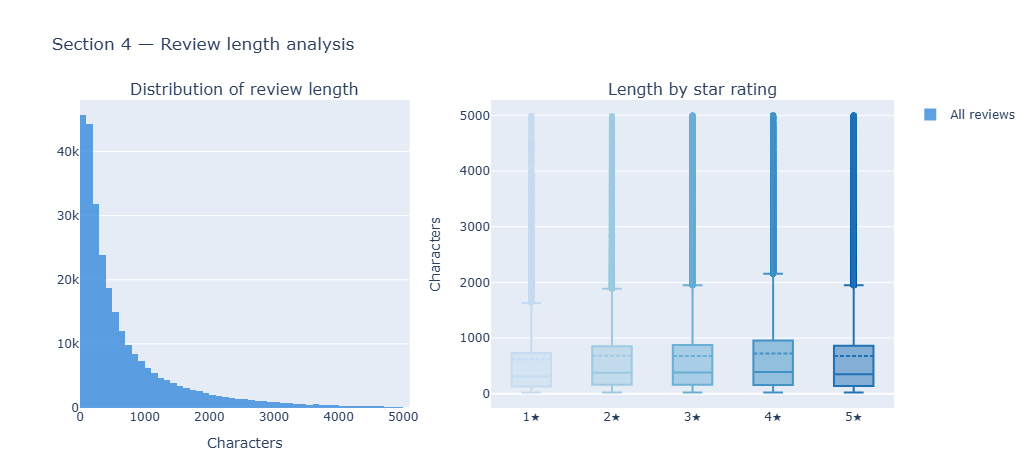 Section 4 — Review length analysis
Distribution of review length
Length by star rating
All reviews
40k
30k
20k
10k
0
0 1000 2000 3000 4000 5000
Characters
Characters
5000
4000
3000
2000
1000
0
1★ 2★ 3★ 4★ 5★